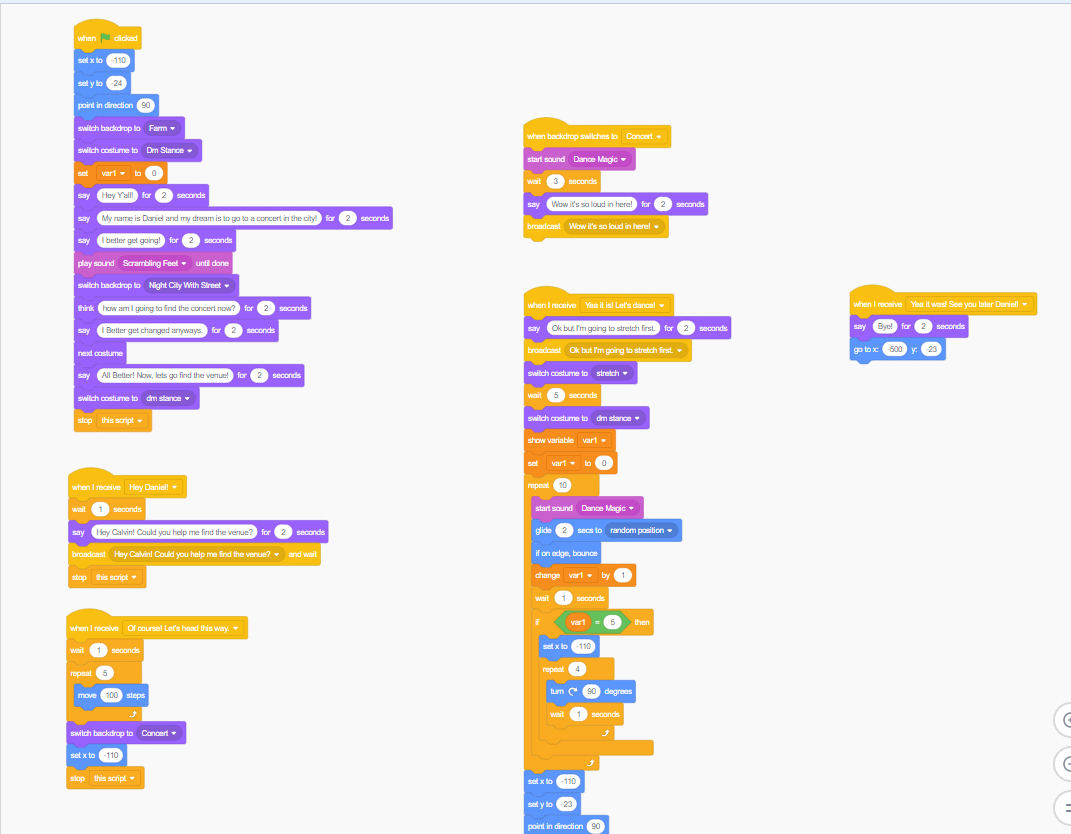 when clicked
set x to -110
set y to -24
point in direction 90
switch backdrop to Farm
switch costume to Dm Stance
set var1 to 0
say Hey Y'all! for 2 seconds
say My name is Daniel and my dream is to go to a concert in the city! for 2 seconds
say I better get going! for 2 seconds
play sound Scrambling Feet until done
switch backdrop to Night City With Street
think how am I going to find the concert now? for 2 seconds
say I Better get changed anyways. for 2 seconds
next costume
say All Better! Now, lets go find the venue! for 2 seconds
switch costume to dm stance
stop this script
when I receive Hey Daniel!
wait 1 seconds
say Hey Calvin! Could you help me find the venue? for 2 seconds
broadcast Hey Calvin! Could you help me find the venue? and wait
stop this script
when I receive Of course! Let's head this way.
wait 1 seconds
repeat 5
move 100 steps
switch backdrop to Concert
set x to -110
stop this script
when backdrop switches to Concert
start sound Dance Magic
wait 3 seconds
say Wow it's so loud in here! for 2 seconds
broadcast Wow it's so loud in here!
when I receive Yea it is! Let's dance!
say Ok but I'm going to stretch first. for 2 seconds
broadcast Ok but I'm going to stretch first.
switch costume to stretch
wait 5 seconds
switch costume to dm stance
show variable var1
set var1 to 0
repeat 10
start sound Dance Magic
glide 2 secs to random position
if on edge, bounce
change var1 by 1
wait 1 seconds
if var1 = 5 then
set x to -110
repeat 4
turn 90 degrees
wait 1 seconds
set x to -110
set y to -23
point in direction 90
when I receive Yea it was! See you later Daniel!
say Bye! for 2 seconds
go to x: -500 y: -23